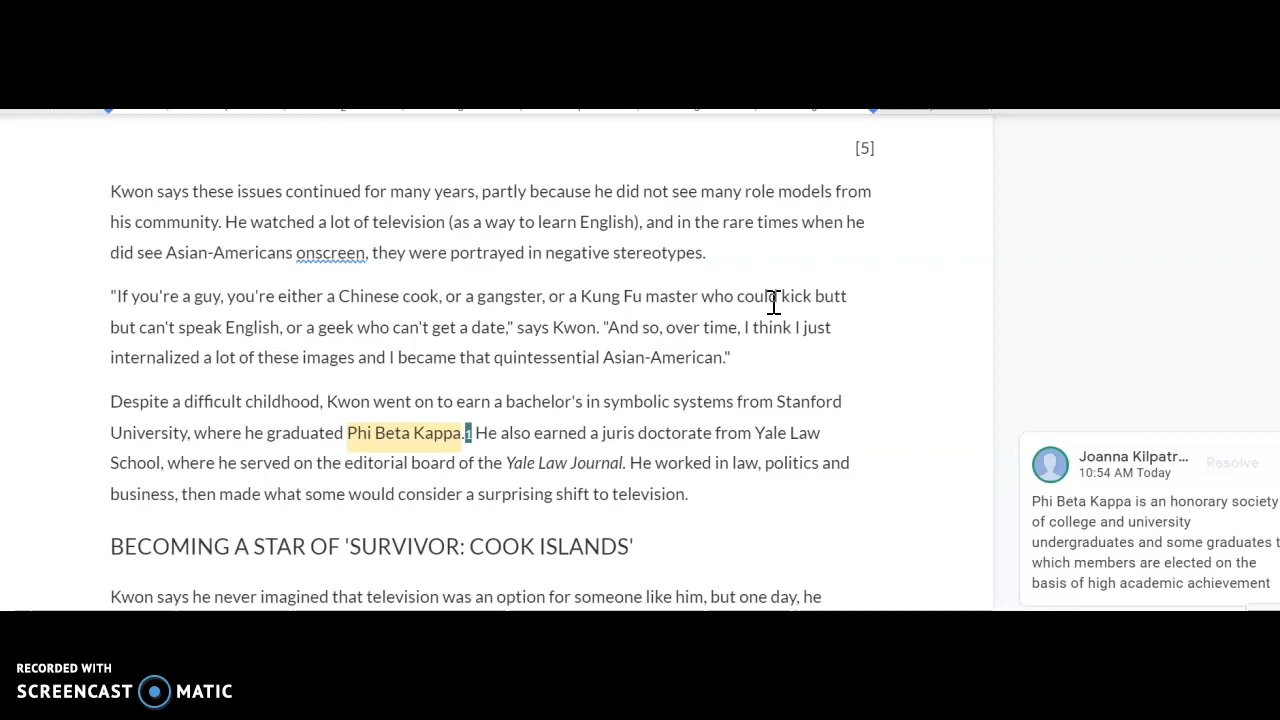 [5]
Kwon says these issues continued for many years, partly because he did not see many role models from
his community. He watched a lot of television (as a way to learn English), and in the rare times when he
did see Asian-Americans onscreen, they were portrayed in negative stereotypes.
"If you're a guy, you're either a Chinese cook, or a gangster, or a Kung Fu master who could kick butt
but can't speak English, or a geek who can't get a date," says Kwon. "And so, over time, I think I just
internalized a lot of these images and I became that quintessential Asian-American."
Despite a difficult childhood, Kwon went on to earn a bachelor's in symbolic systems from Stanford
University, where he graduated Phi Beta Kappa.1 He also earned a juris doctorate from Yale Law
School, where he served on the editorial board of the Yale Law Journal. He worked in law, politics and
business, then made what some would consider a surprising shift to television.
BECOMING A STAR OF 'SURVIVOR: COOK ISLANDS'
Kwon says he never imagined that television was an option for someone like him, but one day, he
Joanna Kilpatr... Resolve
10:54 AM Today
Phi Beta Kappa is an honorary society
of college and university
undergraduates and some graduates t
which members are elected on the
basis of high academic achievement
RECORDED WITH
SCREENCAST MATIC